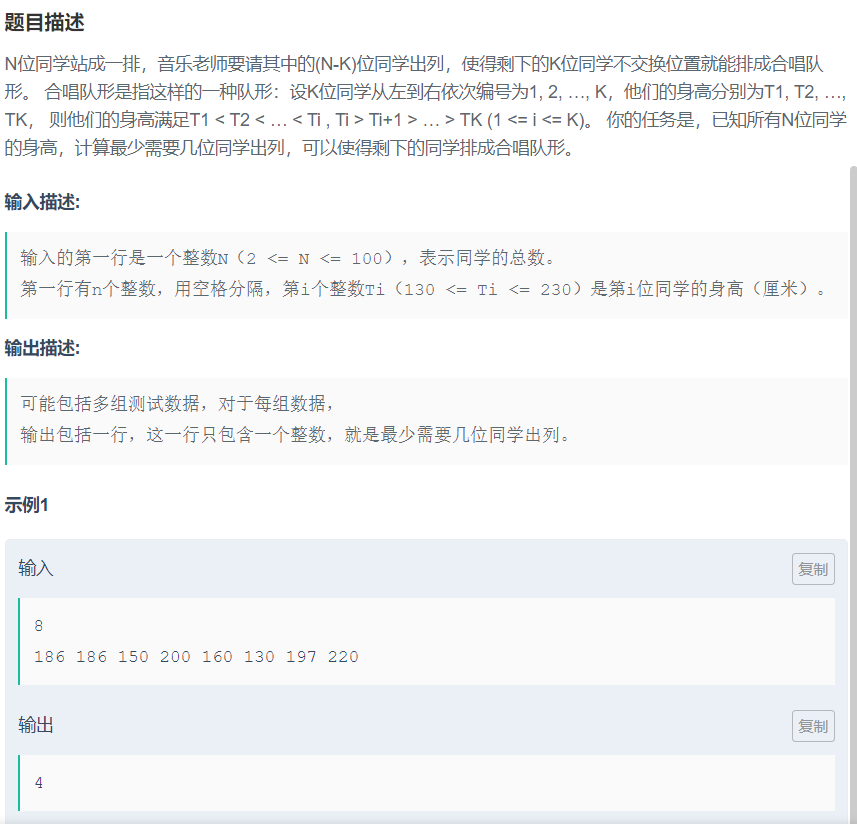 题目描述
N位同学站成一排，音乐老师要请其中的(N-K)位同学出列，使得剩下的K位同学不交换位置就能排成合唱队
形。 合唱队形是指这样的一种队形：设K位同学从左到右依次编号为1, 2, …, K，他们的身高分别为T1, T2, …,
TK， 则他们的身高满足T1 < T2 < … < Ti , Ti > Ti+1 > … > TK (1 <= i <= K)。 你的任务是，已知所有N位同学
的身高，计算最少需要几位同学出列，可以使得剩下的同学排成合唱队形。
输入描述:
输入的第一行是一个整数N（2 <= N <= 100），表示同学的总数。
第一行有n个整数，用空格分隔，第i个整数Ti（130 <= Ti <= 230）是第i位同学的身高（厘米）。
输出描述:
可能包括多组测试数据，对于每组数据，
输出包括一行，这一行只包含一个整数，就是最少需要几位同学出列。
示例1
输入
复制
8
186 186 150 200 160 130 197 220
输出
复制
4